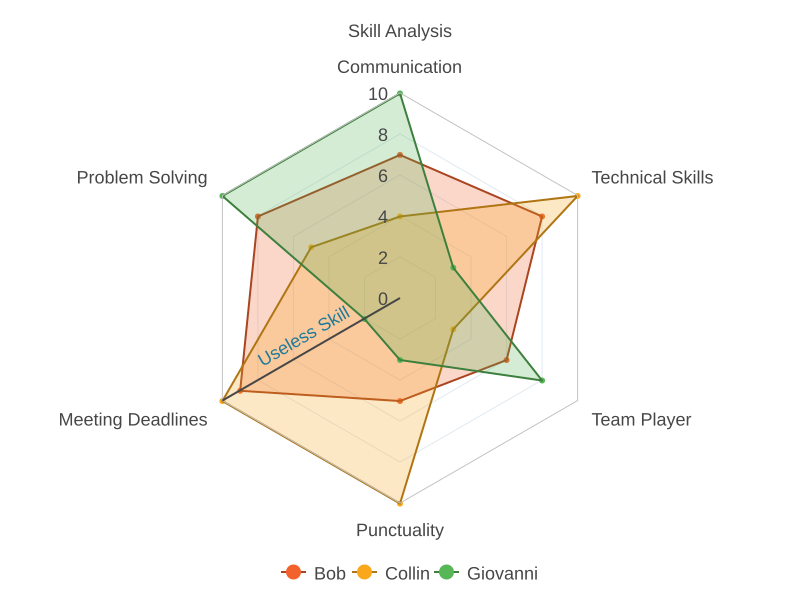 Skill Analysis
Communication
10
8
6
4
2
0
Problem Solving
Technical Skills
Useless Skill
Meeting Deadlines
Team Player
Punctuality
Bob
Collin
Giovanni